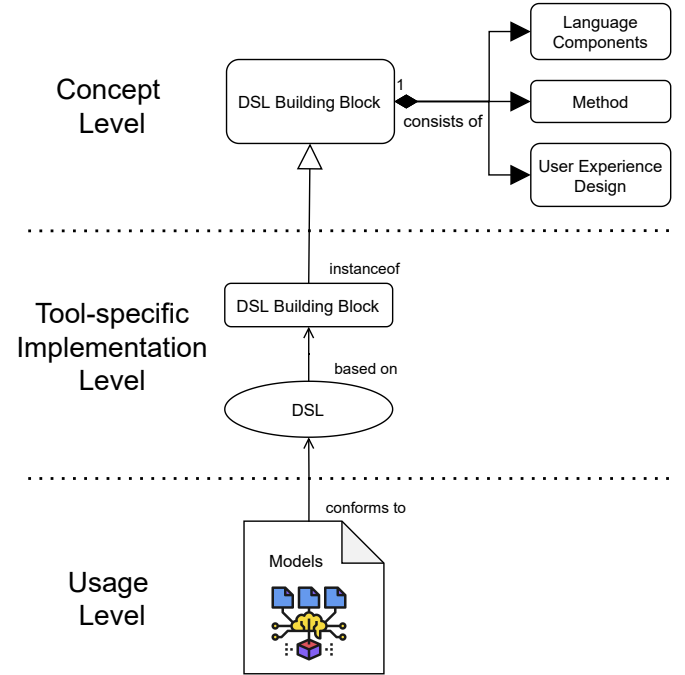 Concept
Level
DSL Building Block
1
consists of
Language
Components
Method
User Experience
Design
instanceof
Tool-specific
Implementation
Level
DSL Building Block
based on
DSL
conforms to
Usage
Level
Models